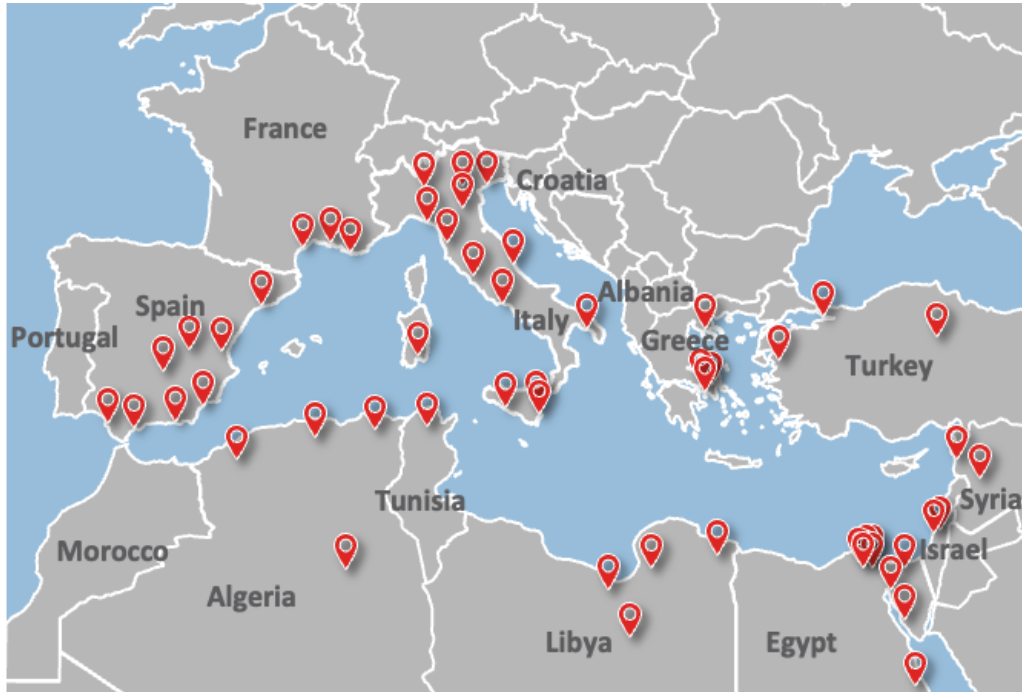 France
Croatia
Spain
Albania
Portugal
Italy
Greece
Turkey
Tunisia
Syria
Morocco
Israel
Algeria
Libya
Egypt